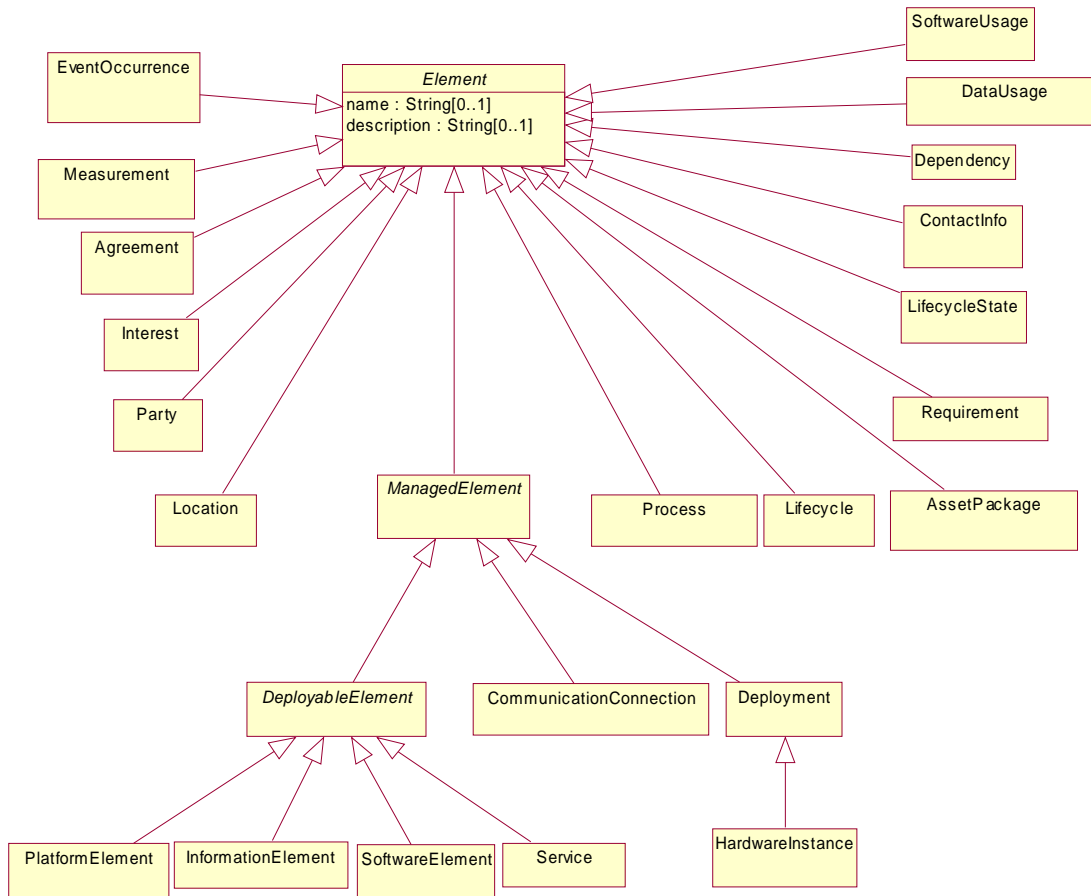 SoftwareUsage
EventOccurrence
Element
name : String[0..1]
description : String[0..1]
DataUsage
Dependency
Measurement
ContactInfo
Agreement
LifecycleState
Interest
Party
Requirement
Location
ManagedElement
Process
Lifecycle
AssetPackage
DeployableElement
CommunicationConnection
Deployment
PlatformElement
InformationElement
SoftwareElement
Service
HardwareInstance